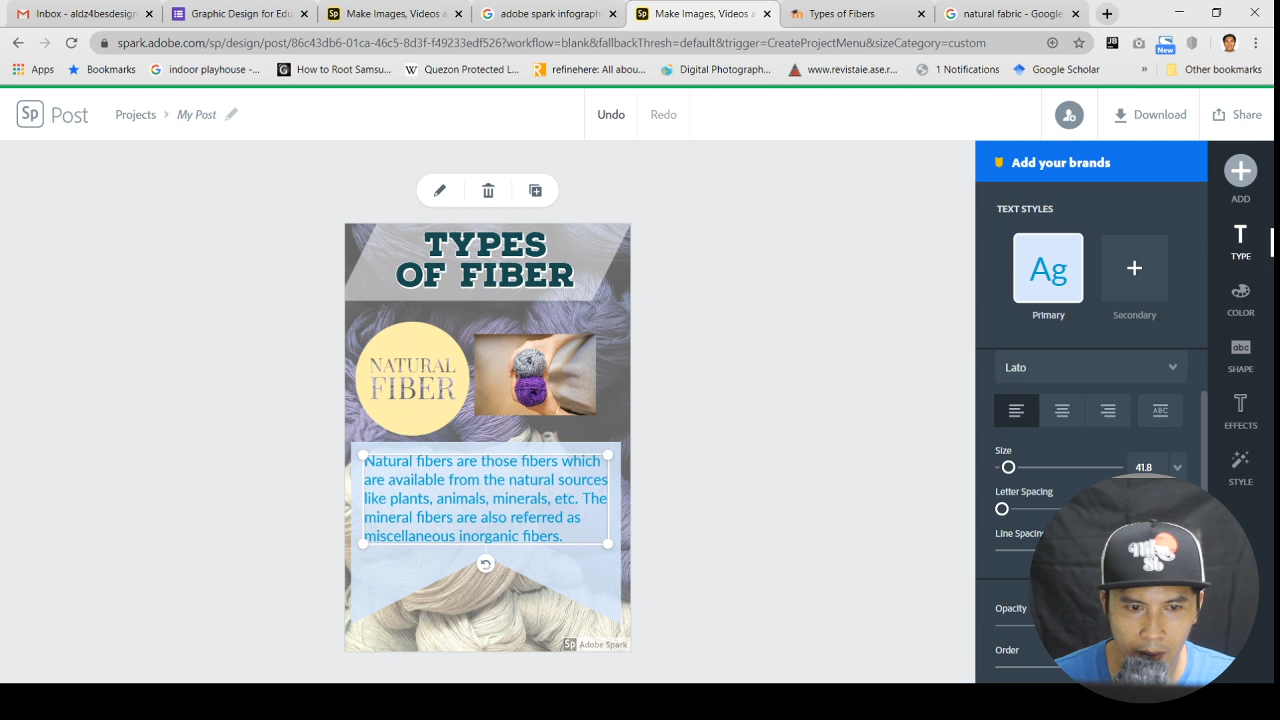 Inbox - aldz4besdesign
Graphic Design for Edu
Make Images, Videos a
adobe spark infograph
Make Images, Videos a
Types of Fibers
natural fabric - Google
spark.adobe.com/sp/design/post/86c43db6-01ca-46c5-8d3f-f49233cdf526?workflow=blank&fallbackThresh=default&trigger=CreateProjectMenu&sizeCategory=custom
JB
New
Apps
Bookmarks
indoor playhouse -...
How to Root Samsu...
Quezon Protected L...
refinehere: All abou...
Digital Photograph...
www.revistaie.ase.r...
1 Notifications
Google Scholar
»
Other bookmarks
Sp Post
Projects > My Post
Undo
Redo
Download
Share
Add your brands
TEXT STYLES
Ag
Primary
Secondary
Lato
ABC
Size
41.8
Letter Spacing
Opacity
Order
ADD
T
TYPE
COLOR
abc
SHAPE
EFFECTS
STYLE
TYPES
OF FIBER
NATURAL
FIBER
Natural fibers are those fibers which
are available from the natural sources
like plants, animals, minerals, etc. The
mineral fibers are also referred as
miscellaneous inorganic fibers.
Sp Adobe Spark